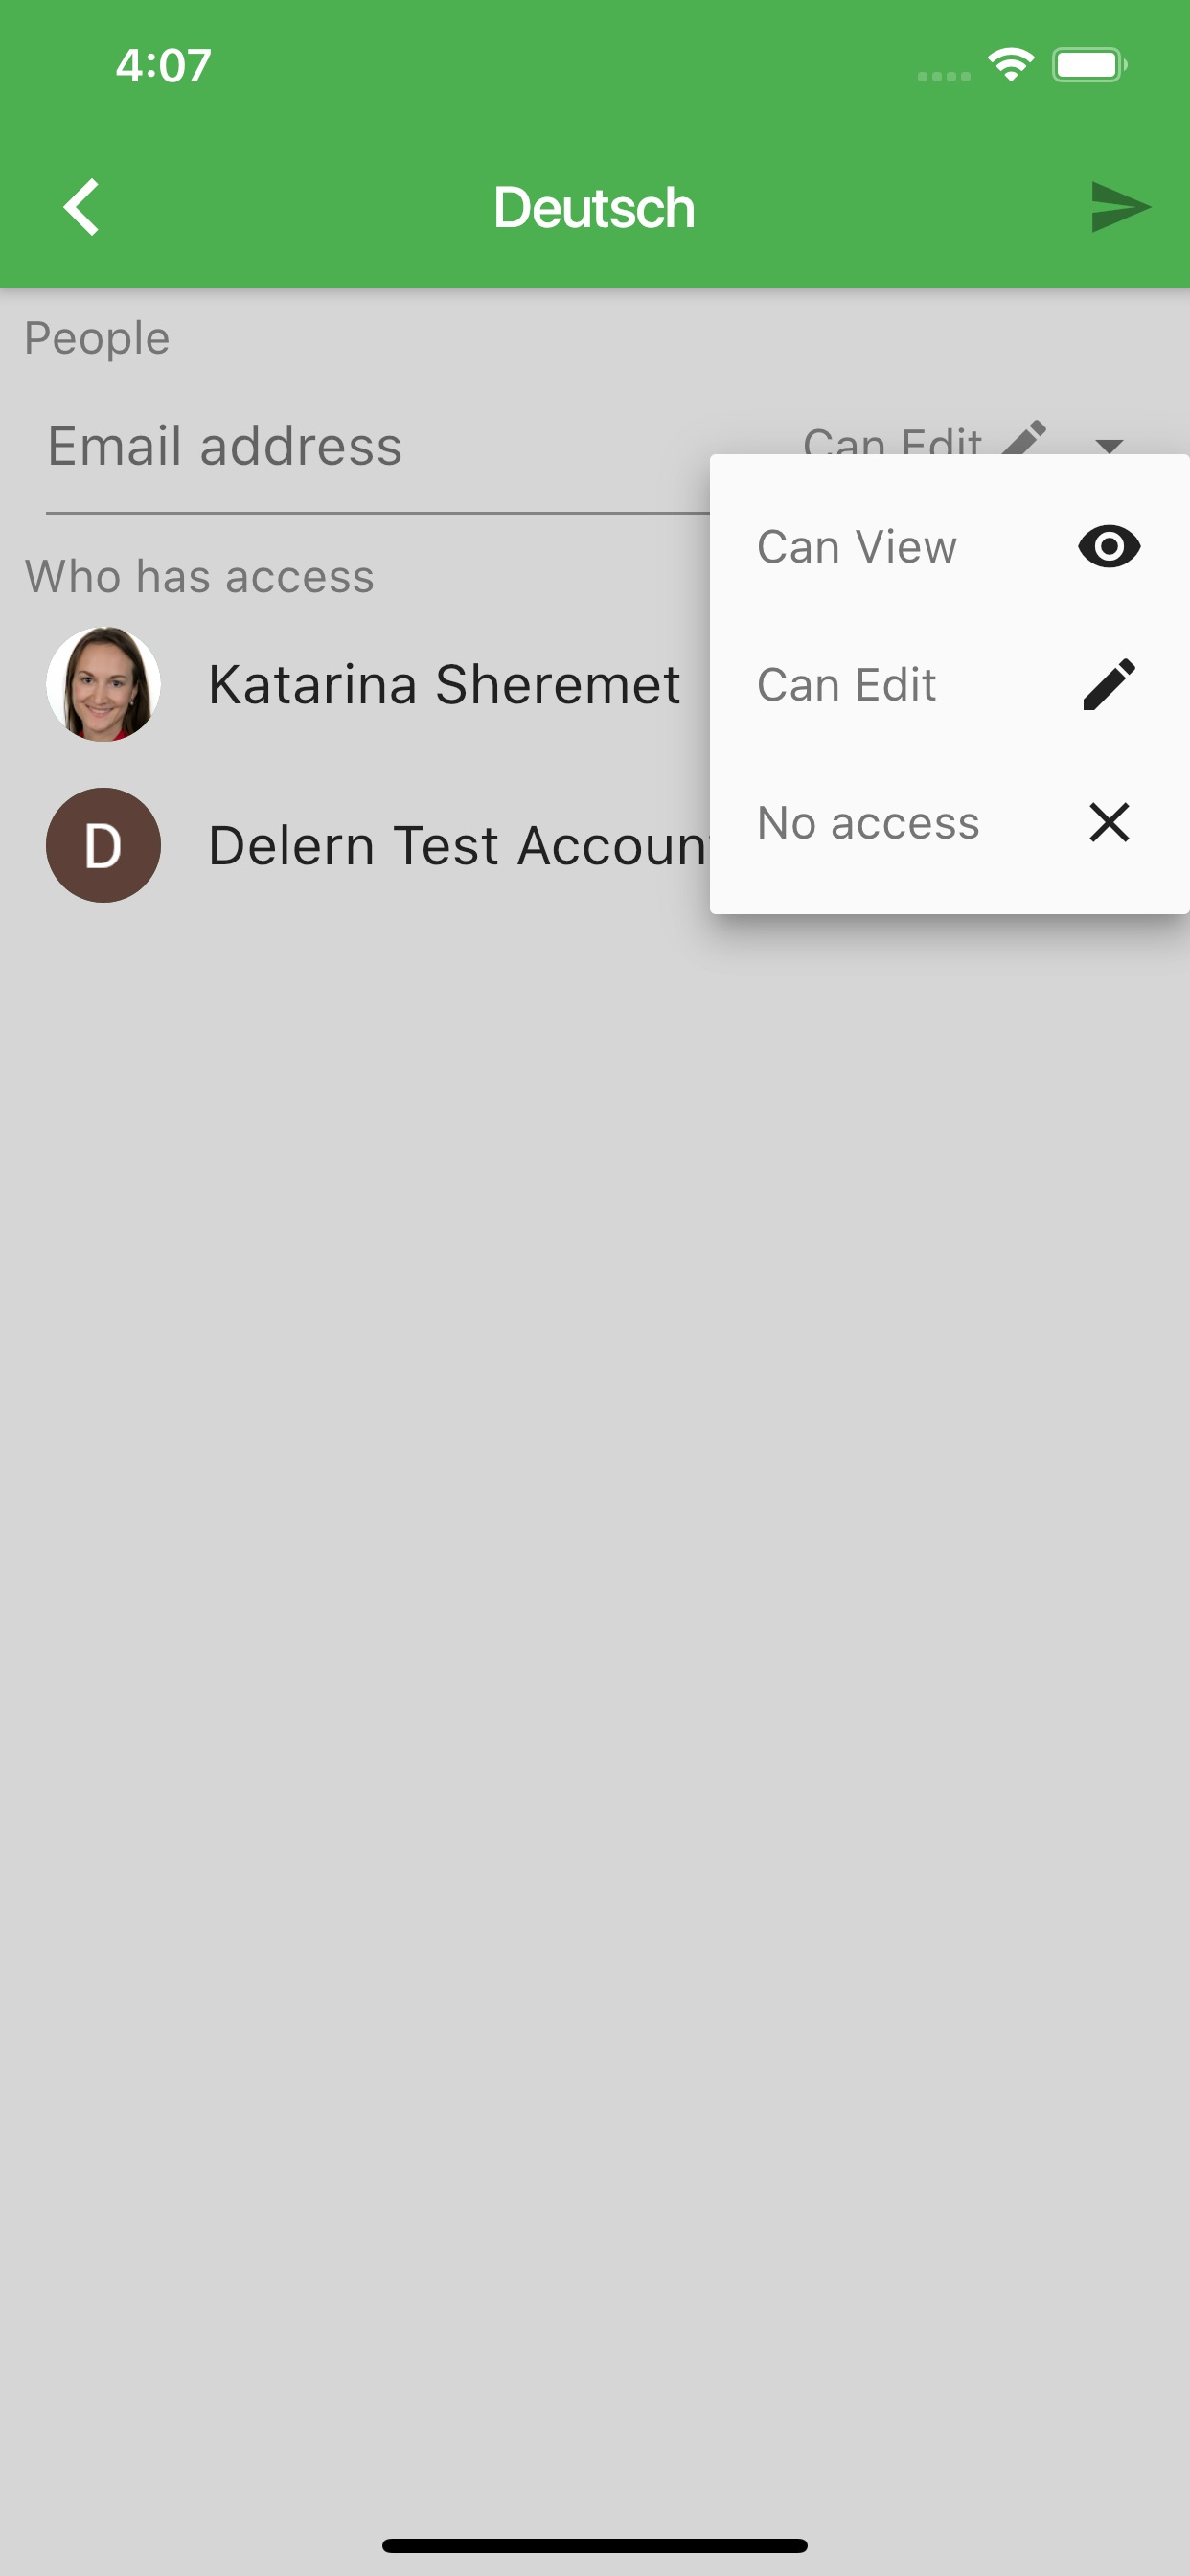 4:07
Deutsch
People
Email address Can Edit
Who has access
Can View
Can Edit
No access
Katarina Sheremet
D Delern Test Account